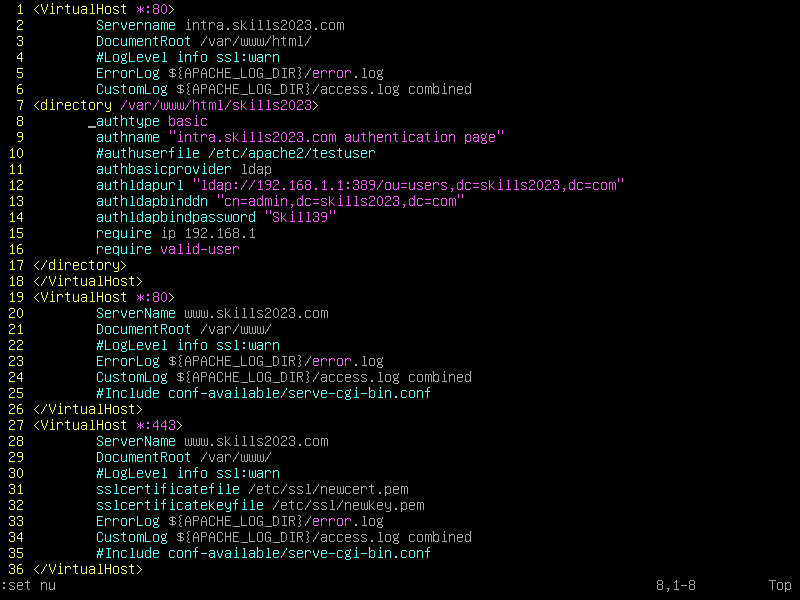 1 <VirtualHost *:80>
2 Servername intra.skills2023.com
3 DocumentRoot /var/www/html/
4 #LogLevel info ssl:warn
5 ErrorLog ${APACHE_LOG_DIR}/error.log
6 CustomLog ${APACHE_LOG_DIR}/access.log combined
7 <directory /var/www/html/skills2023>
8 authtype basic
9 authname "intra.skills2023.com authentication page"
10 #authuserfile /etc/apache2/testuser
11 authbasicprovider ldap
12 authldapurl "ldap://192.168.1.1:389/ou=users,dc=skills2023,dc=com"
13 authldapbinddn "cn=admin,dc=skills2023,dc=com"
14 authldapbindpassword "Skill39"
15 require ip 192.168.1
16 require valid-user
17 </directory>
18 </VirtualHost>
19 <VirtualHost *:80>
20 ServerName www.skills2023.com
21 DocumentRoot /var/www/
22 #LogLevel info ssl:warn
23 ErrorLog ${APACHE_LOG_DIR}/error.log
24 CustomLog ${APACHE_LOG_DIR}/access.log combined
25 #Include conf-available/serve-cgi-bin.conf
26 </VirtualHost>
27 <VirtualHost *:443>
28 ServerName www.skills2023.com
29 DocumentRoot /var/www/
30 #LogLevel info ssl:warn
31 sslcertificatefile /etc/ssl/newcert.pem
32 sslcertificatekeyfile /etc/ssl/newkey.pem
33 ErrorLog ${APACHE_LOG_DIR}/error.log
34 CustomLog ${APACHE_LOG_DIR}/access.log combined
35 #Include conf-available/serve-cgi-bin.conf
36 </VirtualHost>
:set nu 8,1-8 Top